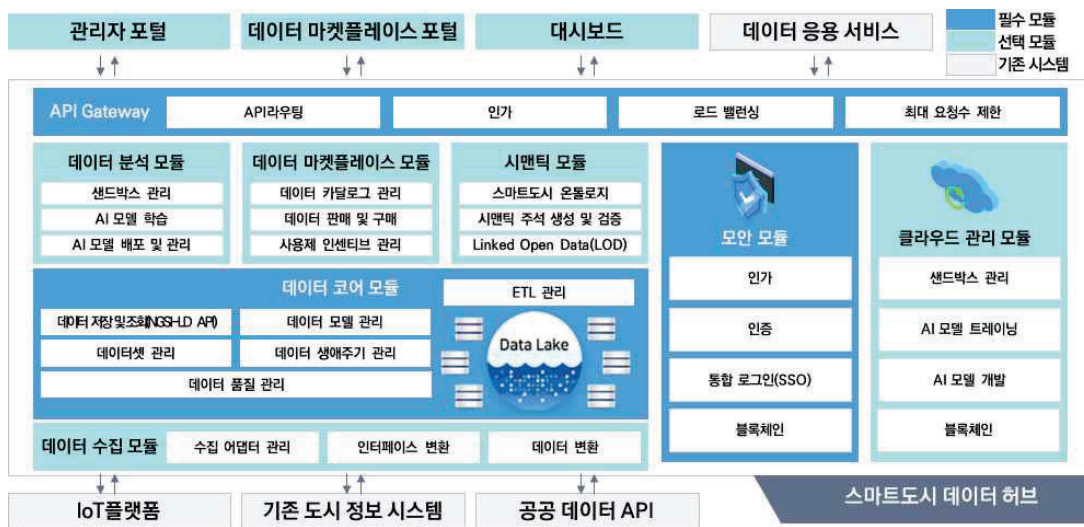 관리자 포털
데이터 마켓플레이스 포털
대시보드
데이터 응용 서비스
필수 모듈
선택 모듈
기존 시스템
API Gateway
API라우팅
인가
로드 밸런싱
최대 요청수 제한
데이터 분석 모듈
샌드박스 관리
AI 모델 학습
AI 모델 배포 및 관리
데이터 마켓플레이스 모듈
데이터 카달로그 관리
데이터 판매 및 구매
사용제 인센티브 관리
시맨틱 모듈
스마트도시 온톨로지
시맨틱 주석 생성 및 검증
Linked Open Data(LOD)
모안 모듈
인가
인증
통합 로그인(SSO)
블록체인
클라우드 관리 모듈
샌드박스 관리
AI 모델 트레이닝
AI 모델 개발
블록체인
데이터 코어 모듈
데이터 저장 및 조회(NGSI-LD API)
데이터 모델 관리
데이터셋 관리
데이터 생애주기 관리
데이터 품질 관리
ETL 관리
Data Lake
데이터 수집 모듈
수집 어댑터 관리
인터페이스 변환
데이터 변환
IoT플랫폼
기존 도시 정보 시스템
공공 데이터 API
스마트도시 데이터 허브